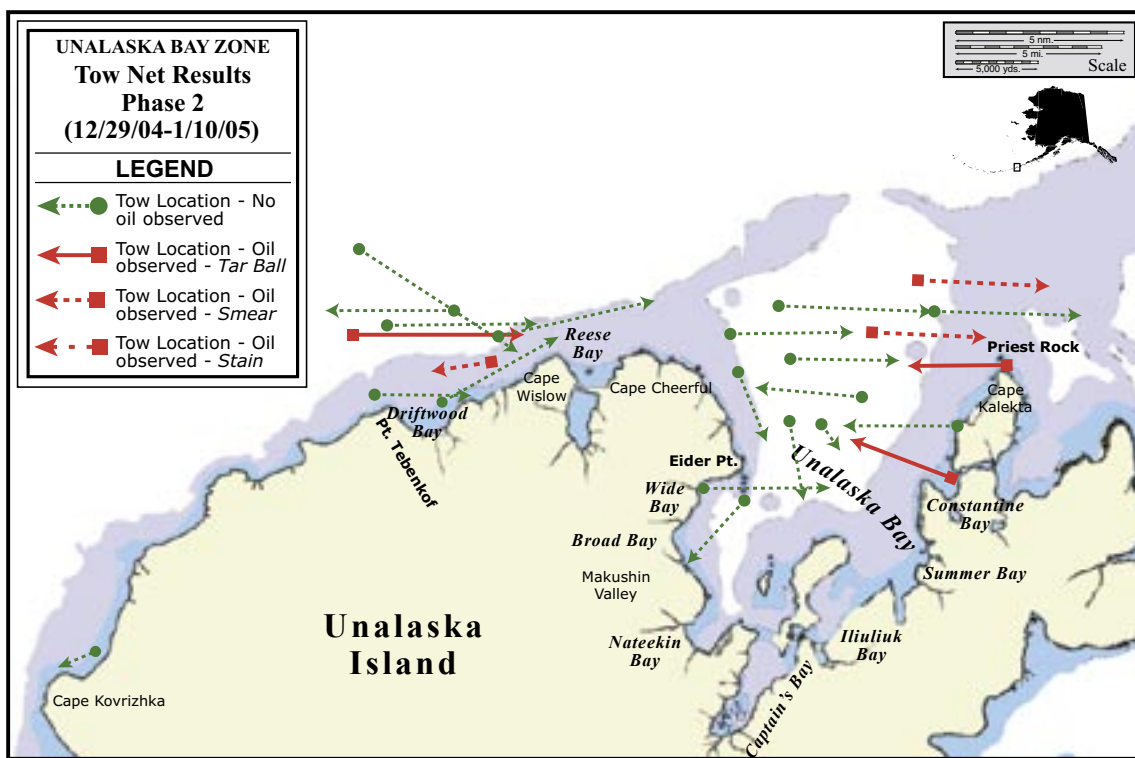 UNALASKA BAY ZONE
Tow Net Results
Phase 2
(12/29/04-1/10/05)
LEGEND
Tow Location - No
oil observed
Tow Location - Oil
observed - Tar Ball
Tow Location - Oil
observed - Smear
Tow Location - Oil
observed - Stain
5 nm.
5 mi.
5,000 yds.
Scale
Reese
Bay
Priest Rock
Cape
Wislow
Cape Cheerful
Cape
Kalekta
Driftwood
Bay
Pt. Tebenkof
Eider Pt.
Wide
Bay
Unalaska Bay
Constantine
Bay
Broad Bay
Summer Bay
Makushin
Valley
Unalaska
Island
Nateekin
Bay
Iliuliuk
Bay
Captain's Bay
Cape Kovrizhka